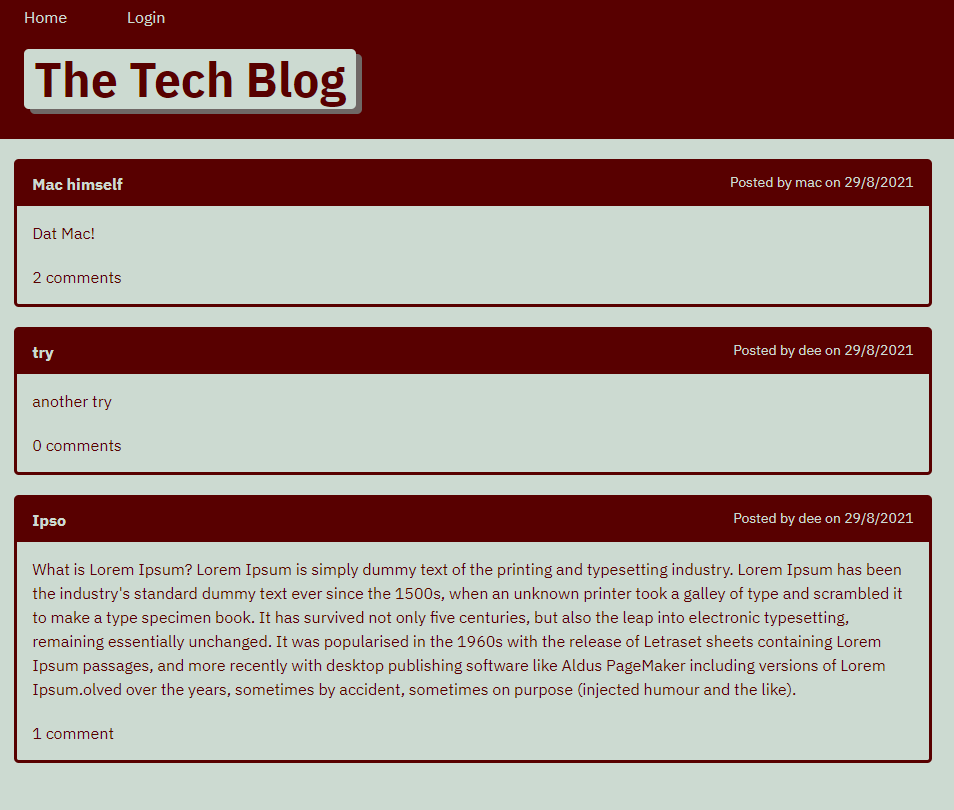 Home Login
The Tech Blog
Mac himself Posted by mac on 29/8/2021
Dat Mac!
2 comments
try Posted by dee on 29/8/2021
another try
0 comments
Ipso Posted by dee on 29/8/2021
What is Lorem Ipsum? Lorem Ipsum is simply dummy text of the printing and typesetting industry. Lorem Ipsum has been
the industry's standard dummy text ever since the 1500s, when an unknown printer took a galley of type and scrambled it
to make a type specimen book. It has survived not only five centuries, but also the leap into electronic typesetting,
remaining essentially unchanged. It was popularised in the 1960s with the release of Letraset sheets containing Lorem
Ipsum passages, and more recently with desktop publishing software like Aldus PageMaker including versions of Lorem
Ipsum.olved over the years, sometimes by accident, sometimes on purpose (injected humour and the like).
1 comment